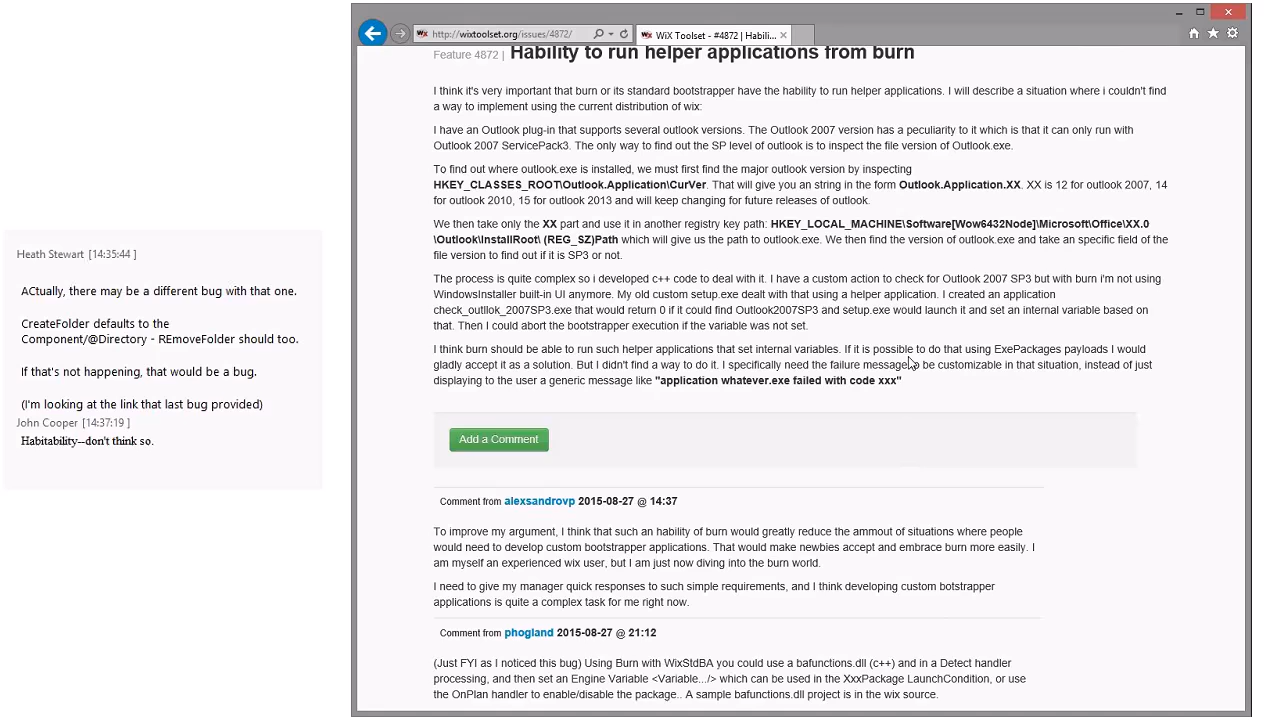 Heath Stewart [14:35:44 ]
ACtually, there may be a different bug with that one.
CreateFolder defaults to the
Component/@Directory - REmoveFolder should too.
If that's not happening, that would be a bug.
(I'm looking at the link that last bug provided)
John Cooper [14:37:19 ]
Habitability--don't think so.
http://wixtoolset.org/issues/4872/
WiX Toolset - #4872 | Habili...
Feature 4872 | Hability to run helper applications from burn
I think it's very important that burn or its standard bootstrapper have the hability to run helper applications. I will describe a situation where i couldn't find
a way to implement using the current distribution of wix:
I have an Outlook plug-in that supports several outlook versions. The Outlook 2007 version has a peculiarity to it which is that it can only run with
Outlook 2007 ServicePack3. The only way to find out the SP level of outlook is to inspect the file version of Outlook.exe.
To find out where outlook.exe is installed, we must first find the major outlook version by inspecting
HKEY_CLASSES_ROOT\Outlook.Application\CurVer. That will give you an string in the form Outlook.Application.XX. XX is 12 for outlook 2007, 14
for outlook 2010, 15 for outlook 2013 and will keep changing for future releases of outlook.
We then take only the XX part and use it in another registry key path: HKEY_LOCAL_MACHINE\Software[Wow6432Node]\Microsoft\Office\XX.0
\Outlook\InstallRoot\ (REG_SZ)Path which will give us the path to outlook.exe. We then find the version of outlook.exe and take an specific field of the
file version to find out if it is SP3 or not.
The process is quite complex so i developed c++ code to deal with it. I have a custom action to check for Outlook 2007 SP3 but with burn i'm not using
WindowsInstaller built-in UI anymore. My old custom setup.exe dealt with that using a helper application. I created an application
check_outllok_2007SP3.exe that would return 0 if it could find Outlook2007SP3 and setup.exe would launch it and set an internal variable based on
that. Then I could abort the bootstrapper execution if the variable was not set.
I think burn should be able to run such helper applications that set internal variables. If it is possible to do that using ExePackages payloads I would
gladly accept it as a solution. But I didn't find a way to do it. I specifically need the failure message to be customizable in that situation, instead of just
displaying to the user a generic message like "application whatever.exe failed with code xxx"
Add a Comment
Comment from alexsandrovp 2015-08-27 @ 14:37
To improve my argument, I think that such an hability of burn would greatly reduce the ammout of situations where people
would need to develop custom bootstrapper applications. That would make newbies accept and embrace burn more easily. I
am myself an experienced wix user, but I am just now diving into the burn world.
I need to give my manager quick responses to such simple requirements, and I think developing custom botstrapper
applications is quite a complex task for me right now.
Comment from phogland 2015-08-27 @ 21:12
(Just FYI as I noticed this bug) Using Burn with WixStdBA you could use a bafunctions.dll (c++) and in a Detect handler
processing, and then set an Engine Variable <Variable.../> which can be used in the XxxPackage LaunchCondition, or use
the OnPlan handler to enable/disable the package.. A sample bafunctions.dll project is in the wix source.